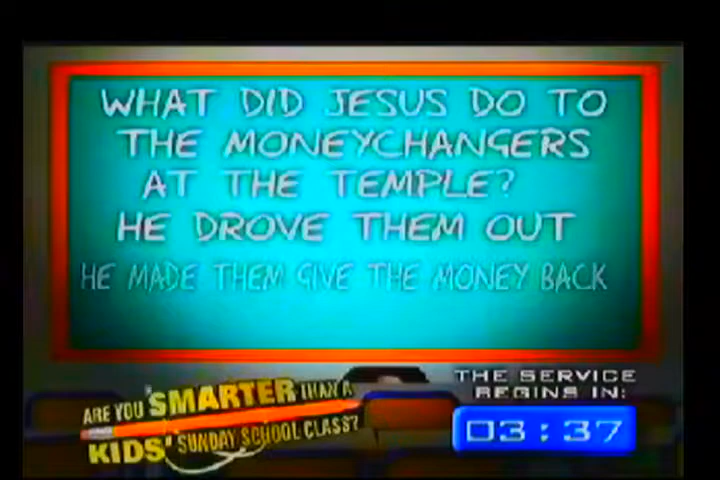 WHAT DID JESUS DO TO
THE MONEYCHANGERS
AT THE TEMPLE?
HE DROVE THEM OUT
HE MADE THEM GIVE THE MONEY BACK
ARE YOU "SMARTER THAN A
KIDS' SUNDAY SCHOOL CLASS?
THE SERVICE
BEGINS IN:
03:37